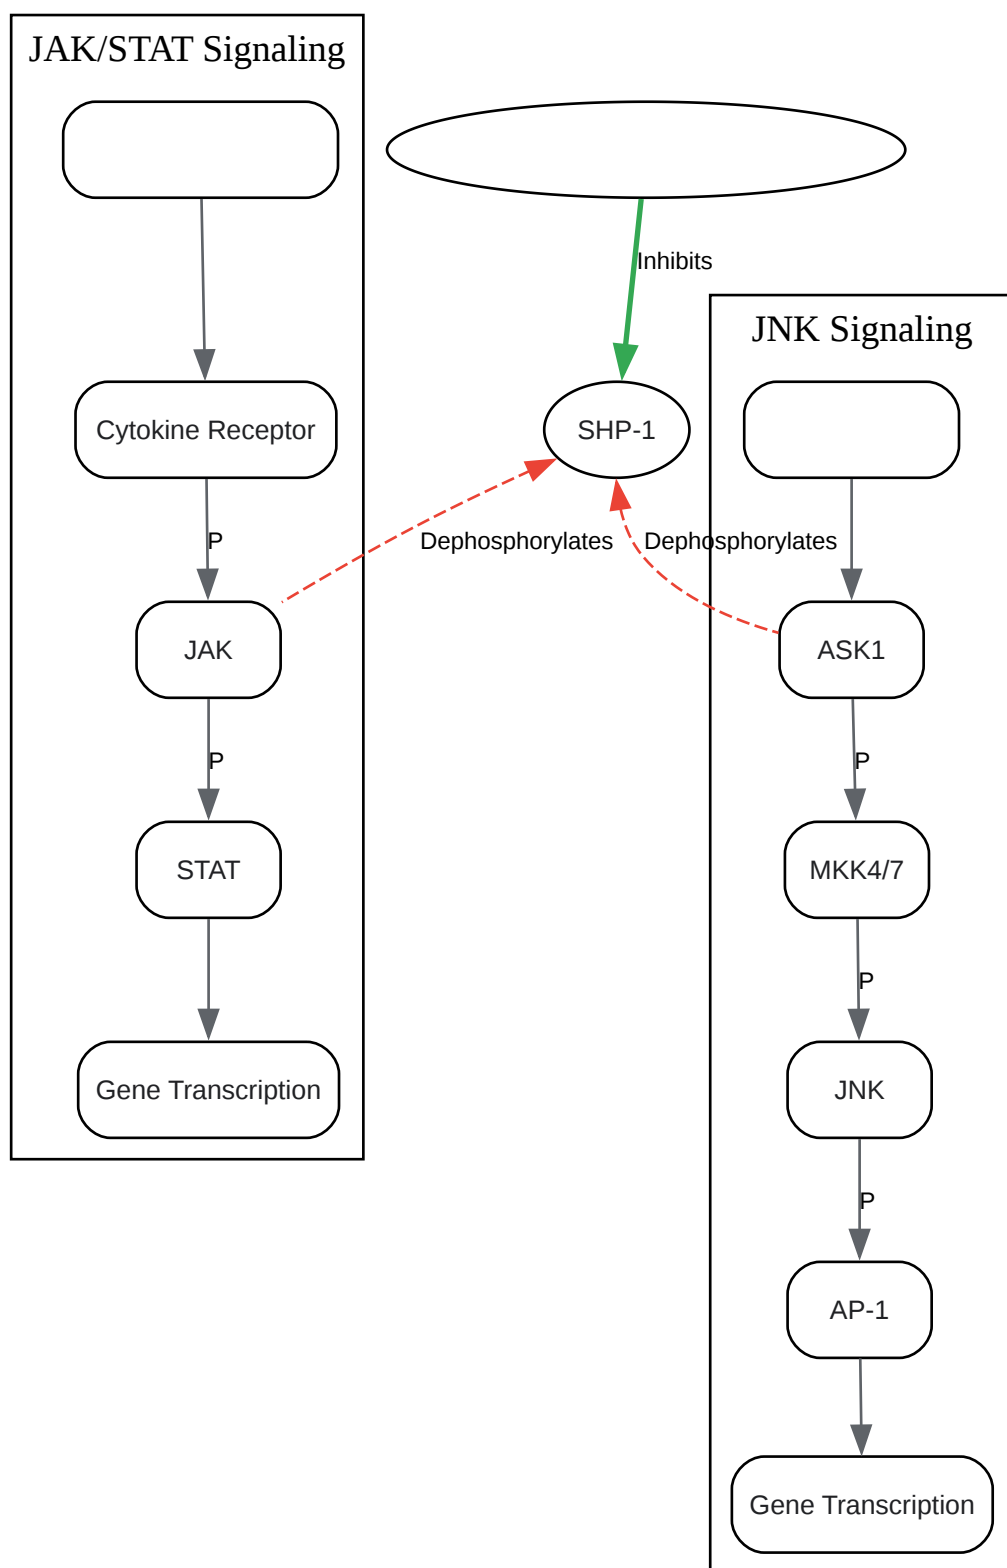 JAK/STAT Signaling
Inhibits
JNK Signaling
Cytokine Receptor
SHP-1
P
Dephosphorylates
Dephosphorylates
JAK
ASK1
P
P
STAT
MKK4/7
P
Gene Transcription
JNK
P
AP-1
Gene Transcription